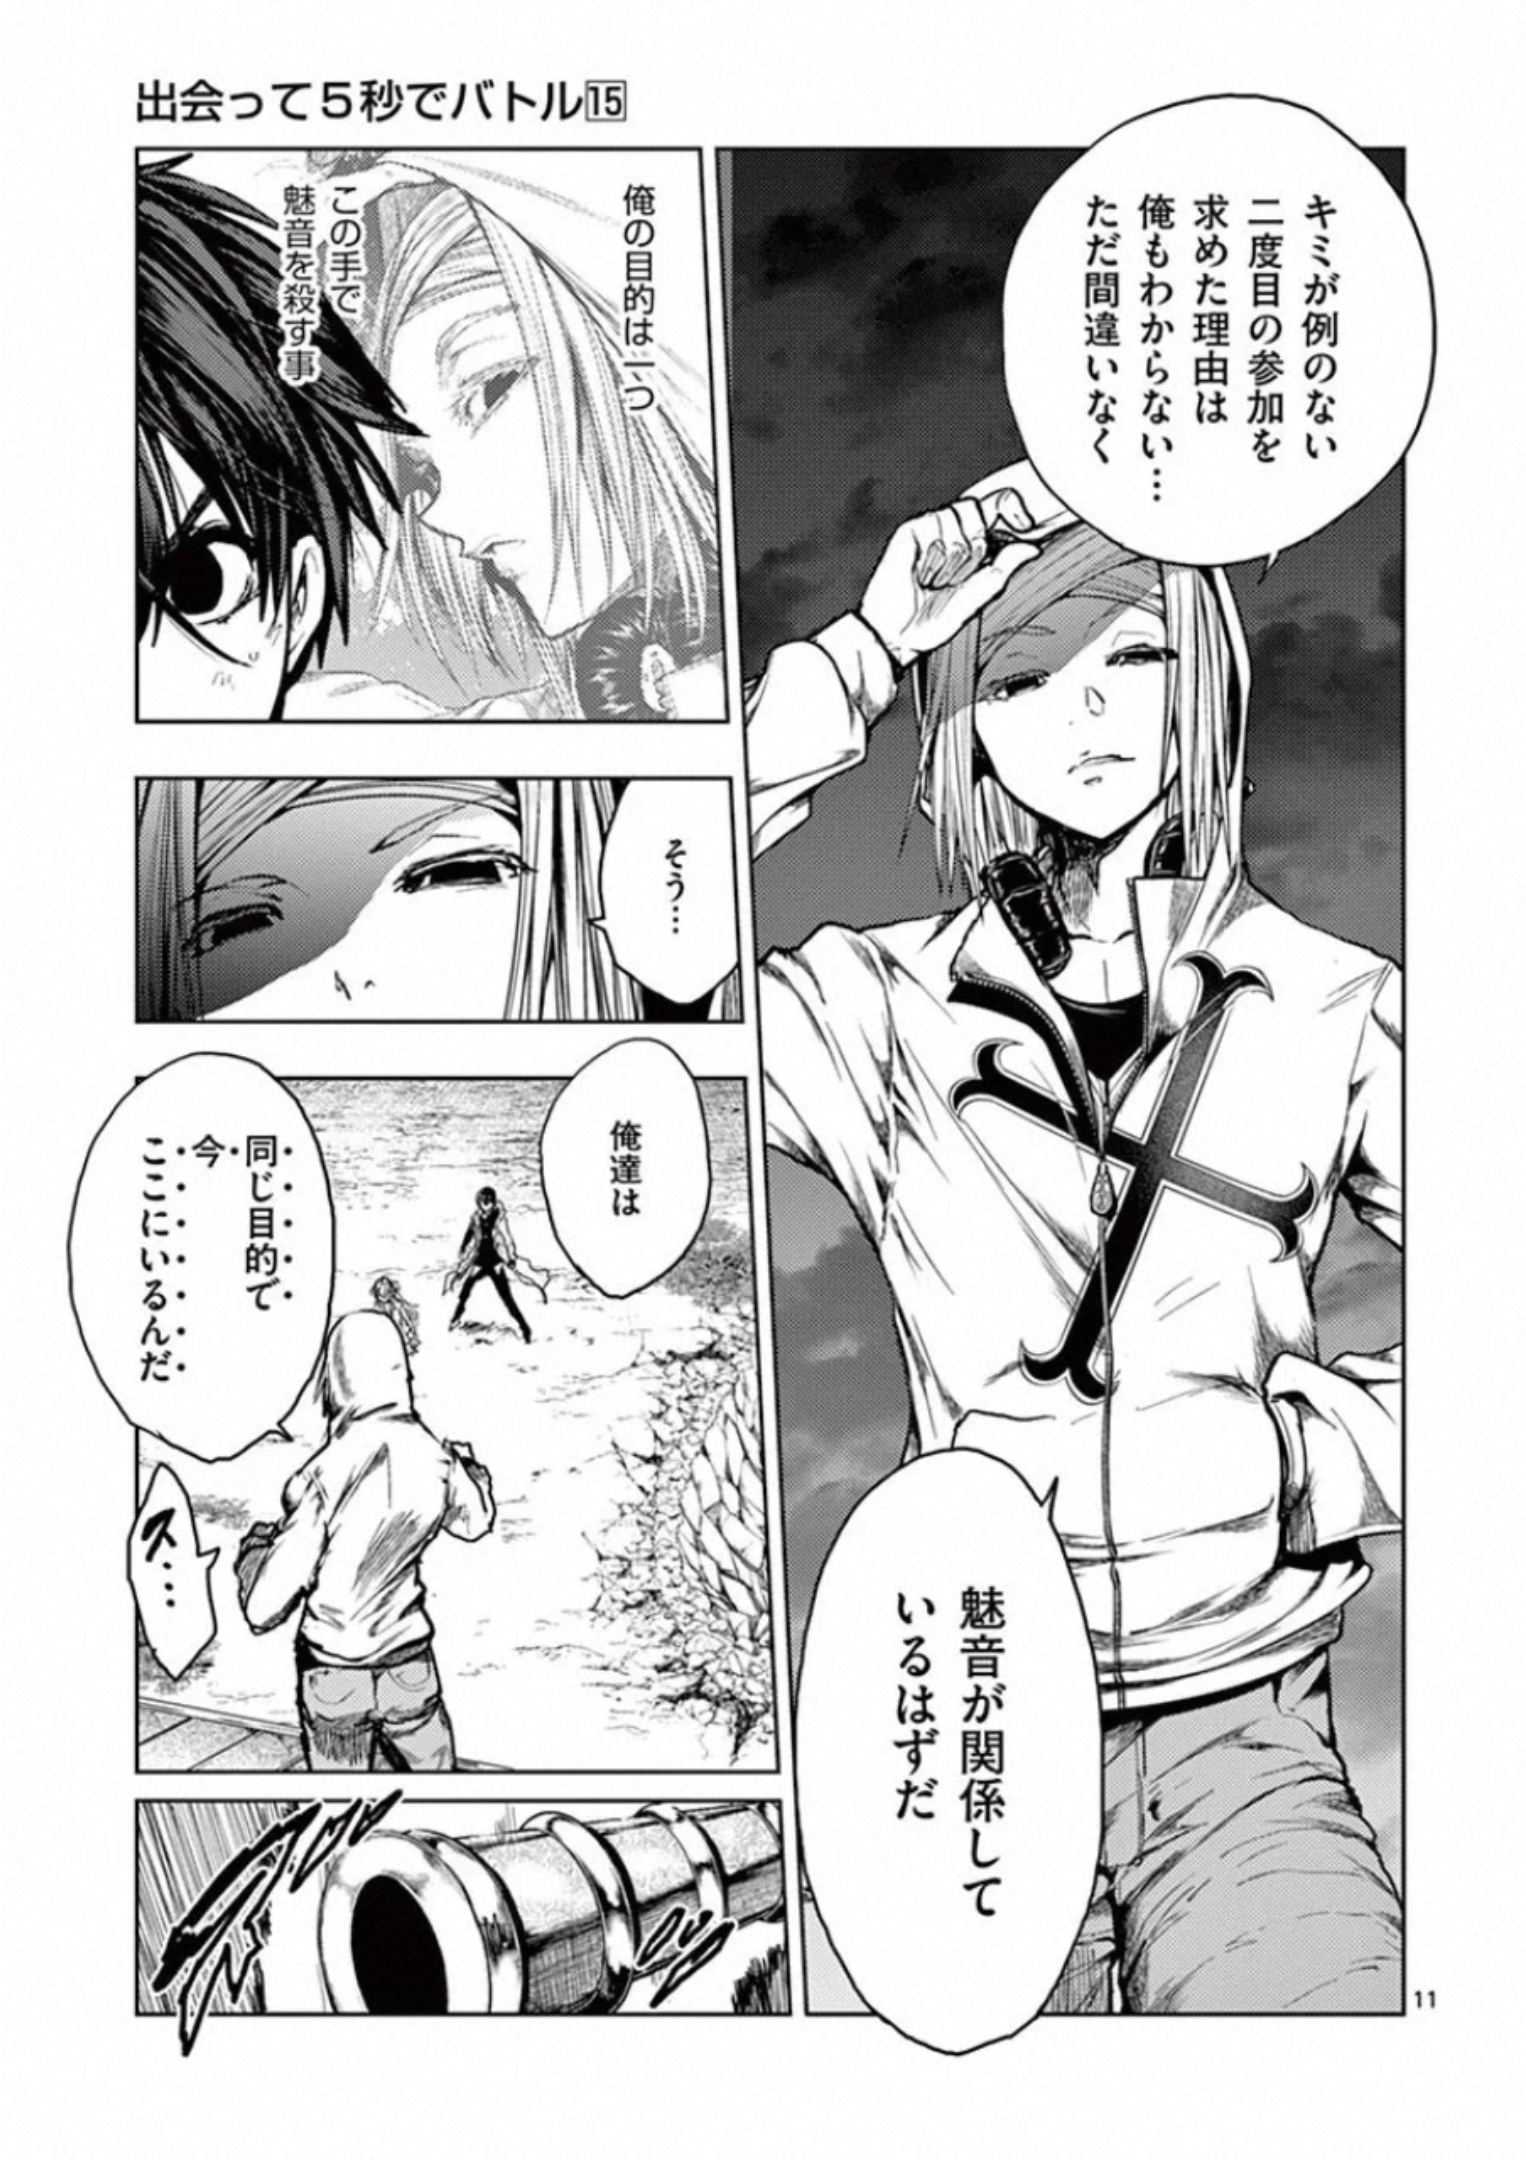 出会って5秒でバトル15
キミが例のない
二度目の参加を
求めた理由は
俺もわからない…
ただ間違いなく
魅音が関係して
いるはずだ
俺の目的は一つ
この手で
魅音を殺す事
そう…
俺達は
同じ目的で
今
ここにいるんだ
ス…
11